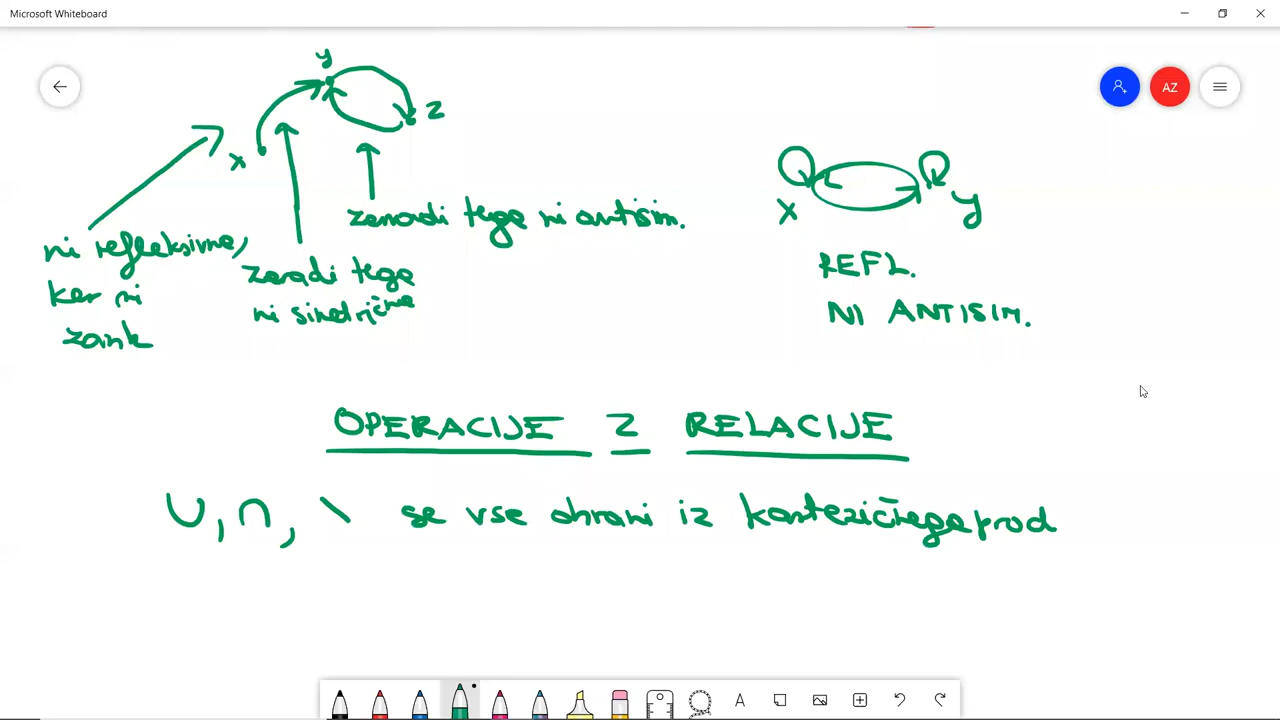 Microsoft Whiteboard
AZ
y
z
x
zaradi tega ni antisim.
ni refleksivna,
ker ni
zank
zaradi tega
ni simetrična
x
y
REFL.
NI ANTISIM.
OPERACIJE Z RELACIJE
∪, ∩, \ se vse ohrani iz kartezičnega prod
A